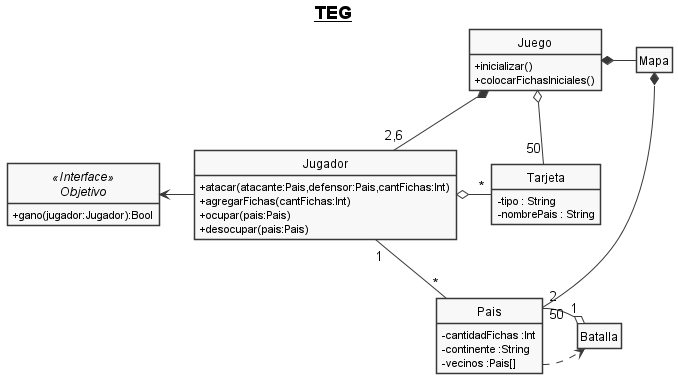 TEG
Juego
+inicializar()
+colocarFichasIniciales()
Mapa
2,6
50
Jugador
+atacar(atacante:Pais,defensor:Pais,cantFichas:Int)
+agregarFichas(cantFichas:Int)
+ocupar(pais:Pais)
+desocupar(pais:Pais)
«Interface»
Objetivo
+gano(jugador:Jugador):Bool
*
Tarjeta
-tipo : String
-nombrePais : String
1
*
Pais
-cantidadFichas :Int
-continente :String
-vecinos :Pais[]
2
50
1
Batalla